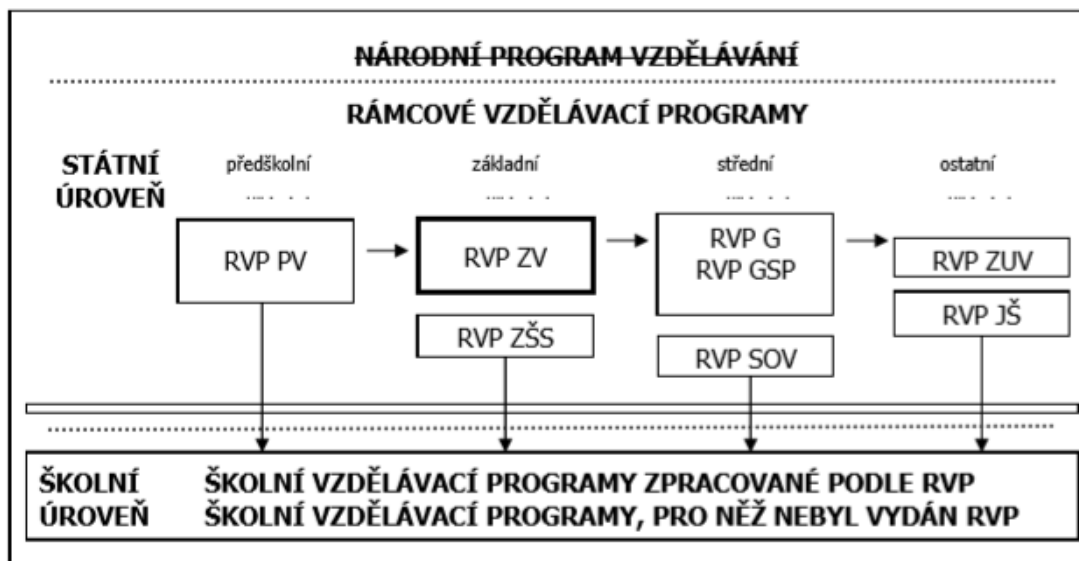 NÁRODNÍ PROGRAM VZDĚLÁVÁNÍ
RÁMCOVÉ VZDĚLÁVACÍ PROGRAMY
STÁTNÍ
ÚROVEŇ
předškolní
základní
střední
ostatní
RVP PV
RVP ZV
RVP G
RVP GSP
RVP ZUV
RVP ZŠS
RVP SOV
RVP JŠ
ŠKOLNÍ
ÚROVEŇ
ŠKOLNÍ VZDĚLÁVACÍ PROGRAMY ZPRACOVANÉ PODLE RVP
ŠKOLNÍ VZDĚLÁVACÍ PROGRAMY, PRO NĚŽ NEBYL VYDÁN RVP